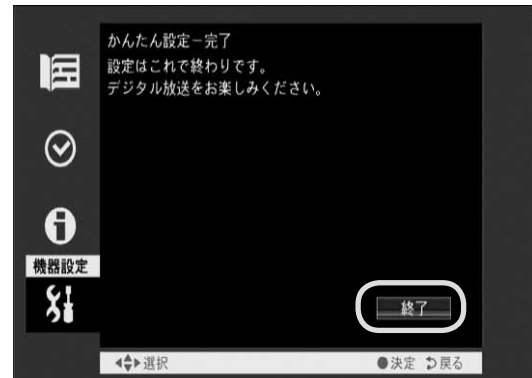 かんたん設定－完了
設定はこれで終わりです。
デジタル放送をお楽しみください。
機器設定
終了
選択
決定 戻る